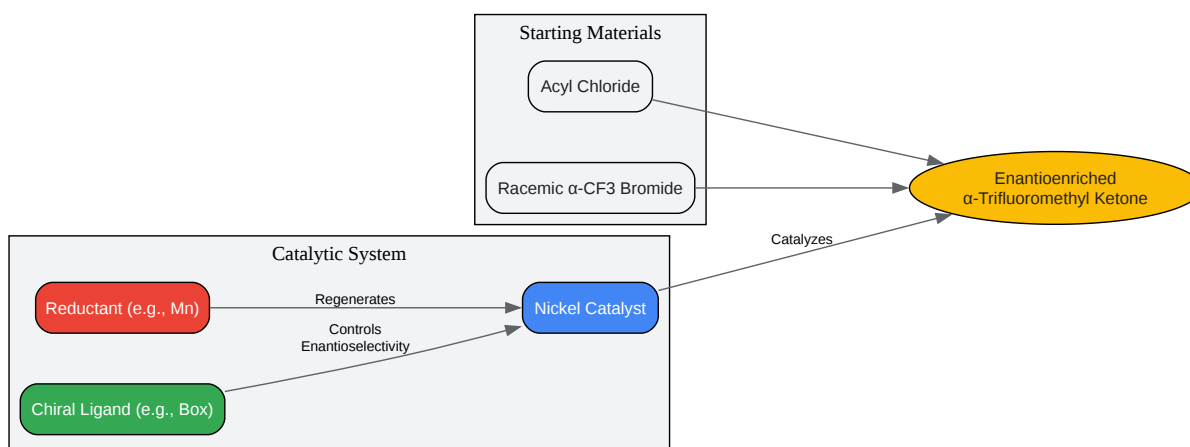 Starting Materials
Acyl Chloride
Racemic α-CF3 Bromide
Enantioenriched
α-Trifluoromethyl Ketone
Catalyzes
Catalytic System
Reductant (e.g., Mn)
Regenerates
Nickel Catalyst
Controls
Enantioselectivity
Chiral Ligand (e.g., Box)